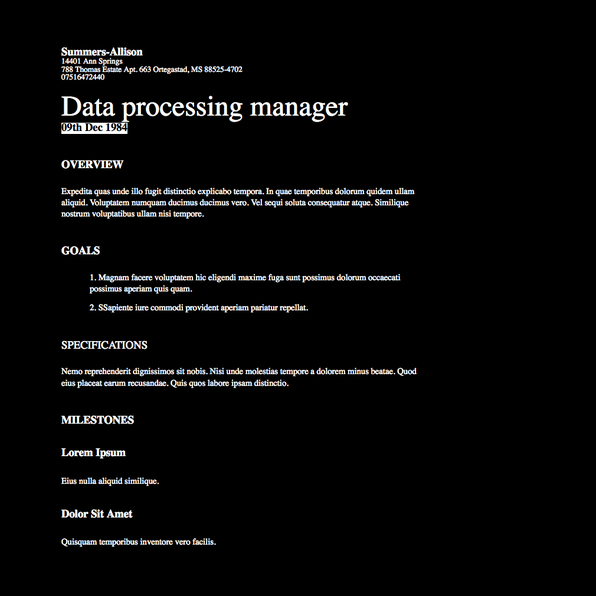 Summers-Allison
14401 Ann Springs
788 Thomas Estate Apt. 663 Ortegastad, MS 88525-4702
07516472440
Data processing manager
09th Dec 1984
OVERVIEW
Expedita quas unde illo fugit distinctio explicabo tempora. In quae temporibus dolorum quidem ullam
aliquid. Voluptatem numquam ducimus ducimus vero. Vel sequi soluta consequatur atque. Similique
nostrum voluptatibus ullam nisi tempore.
GOALS
1. Magnam facere voluptatem hic eligendi maxime fuga sunt possimus dolorum occaecati
possimus aperiam quis quam.
2. SSapiente iure commodi provident aperiam pariatur repellat.
SPECIFICATIONS
Nemo reprehenderit dignissimos sit nobis. Nisi unde molestias tempore a dolorem minus beatae. Quod
eius placeat earum recusandae. Quis quos labore ipsam distinctio.
MILESTONES
Lorem Ipsum
Eius nulla aliquid similique.
Dolor Sit Amet
Quisquam temporibus inventore vero facilis.